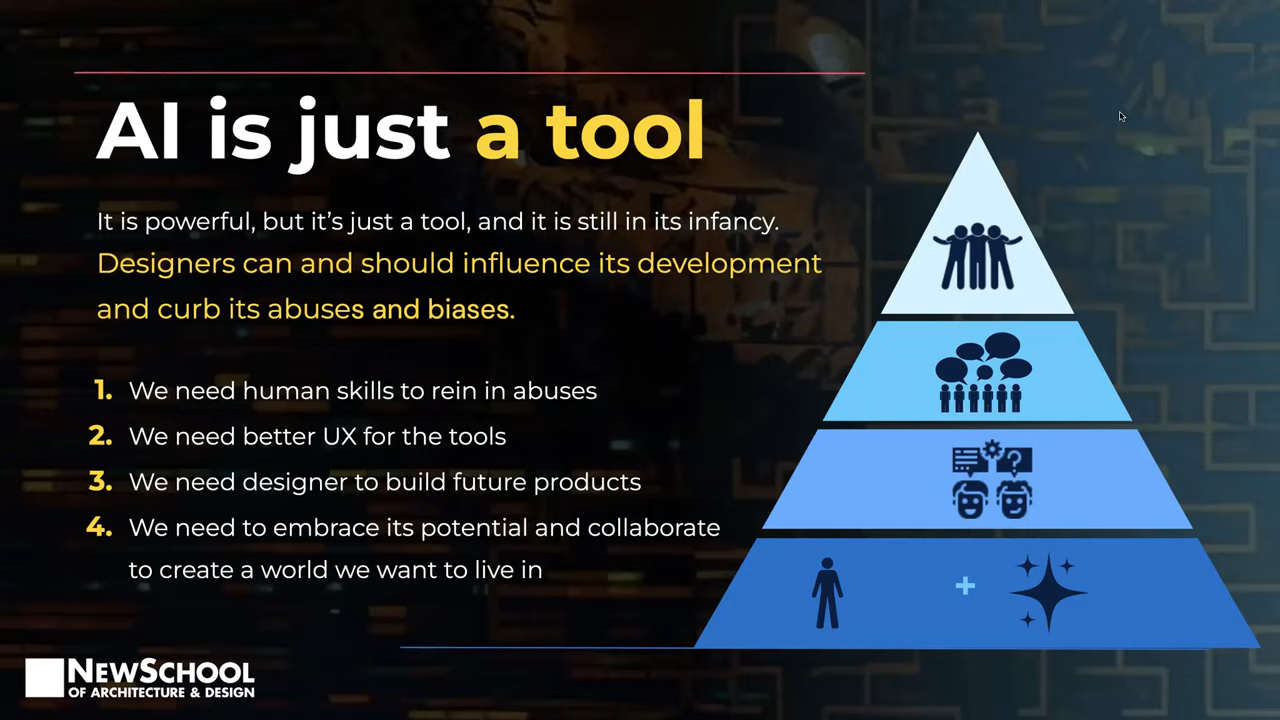 AI is just a tool
It is powerful, but it’s just a tool, and it is still in its infancy.
Designers can and should influence its development
and curb its abuses and biases.
1. We need human skills to rein in abuses
2. We need better UX for the tools
3. We need designer to build future products
4. We need to embrace its potential and collaborate
to create a world we want to live in
?
+
NEWSCHOOL
OF ARCHITECTURE & DESIGN